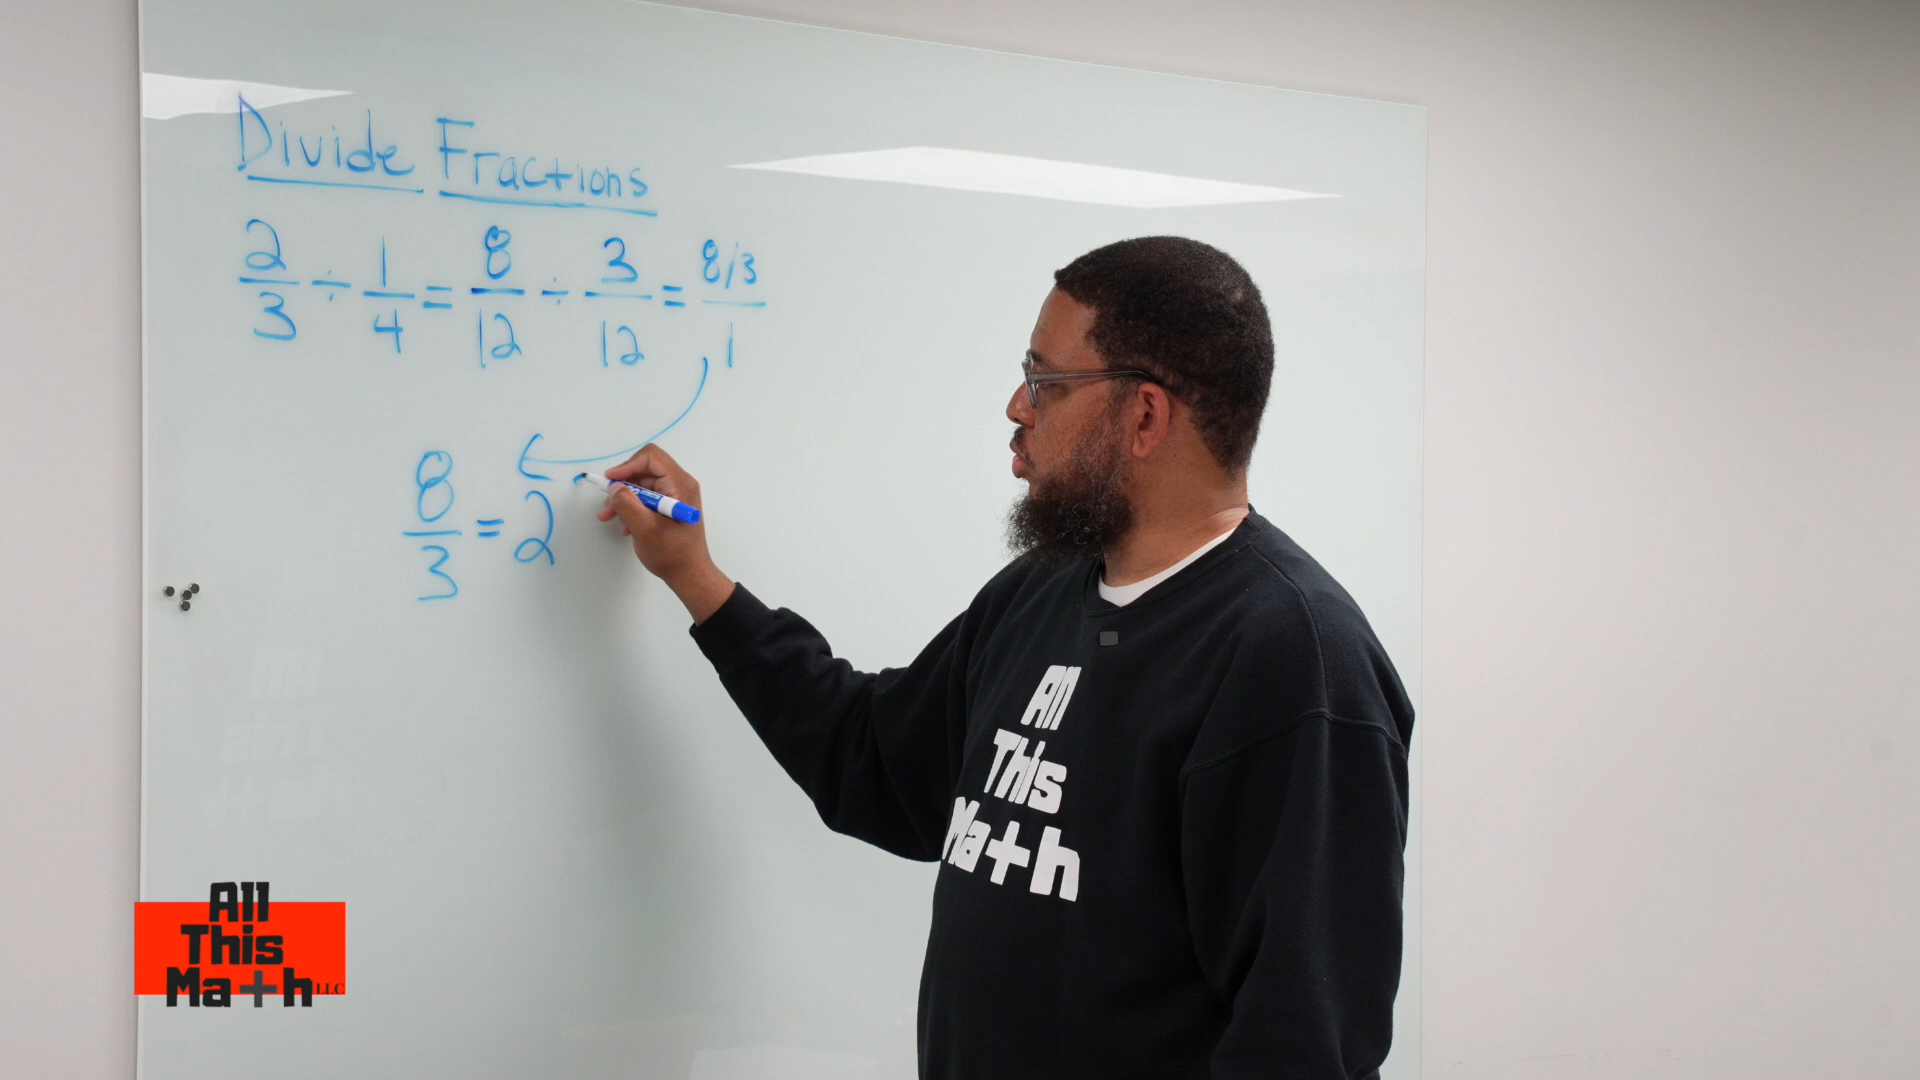 Divide Fractions
2/3 ÷ 1/4 = 8/12 ÷ 3/12 = 8/3/1
8/3 = 2
All
This
Math
All
This
Math LLC